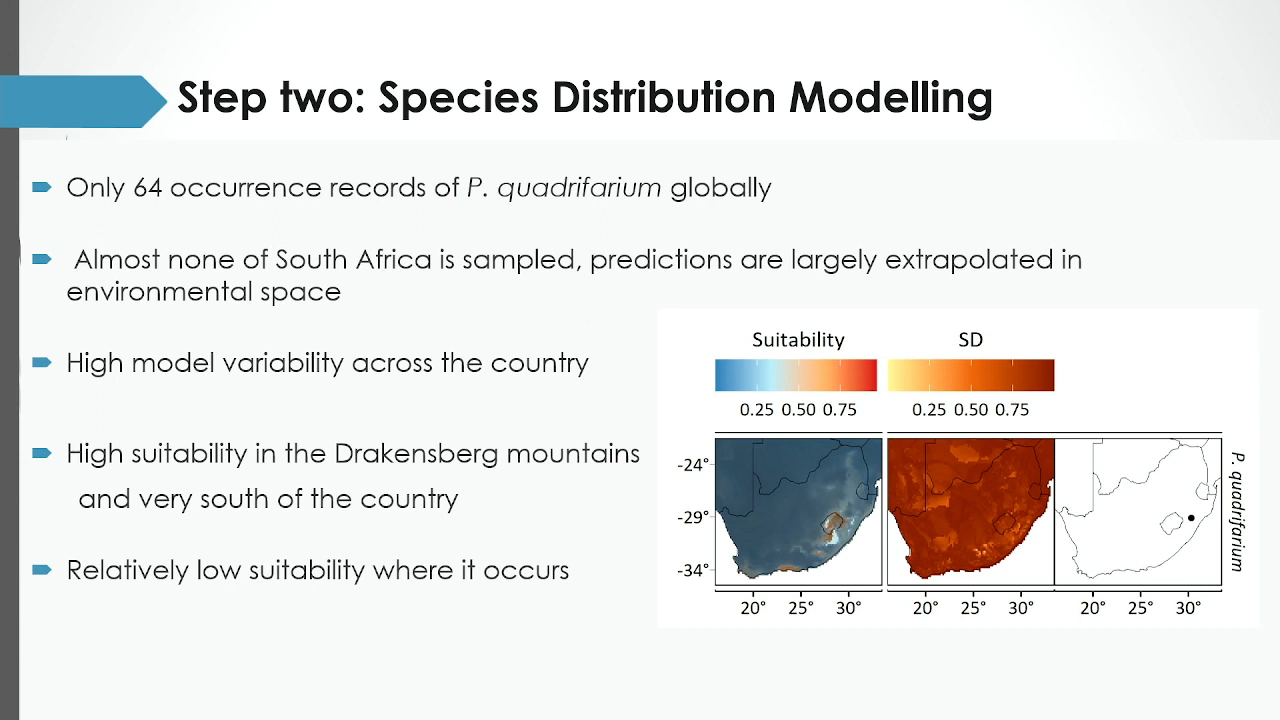 Step two: Species Distribution Modelling
Only 64 occurrence records of P. quadrifarium globally
Almost none of South Africa is sampled, predictions are largely extrapolated in
environmental space
High model variability across the country
High suitability in the Drakensberg mountains
and very south of the country
Relatively low suitability where it occurs
Suitability SD
0.25 0.50 0.75 0.25 0.50 0.75
-24°
-29°
-34°
20° 25° 30° 20° 25° 30° 20° 25° 30°
P. quadrifarium